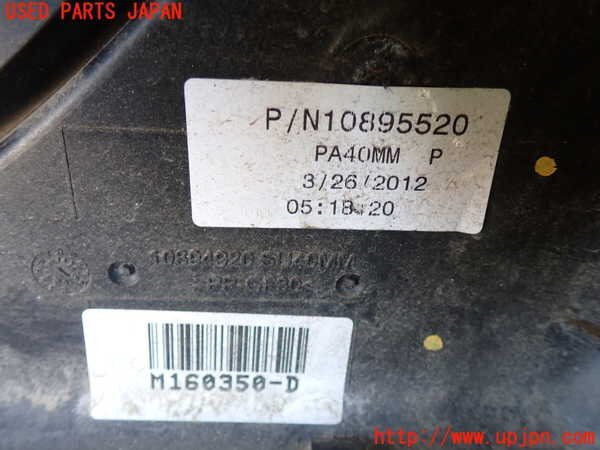 USED PARTS JAPAN
P/N10895520
PA40MM P
3/26/2012
05:18:20
M160350-D
http://www.upjpn.com